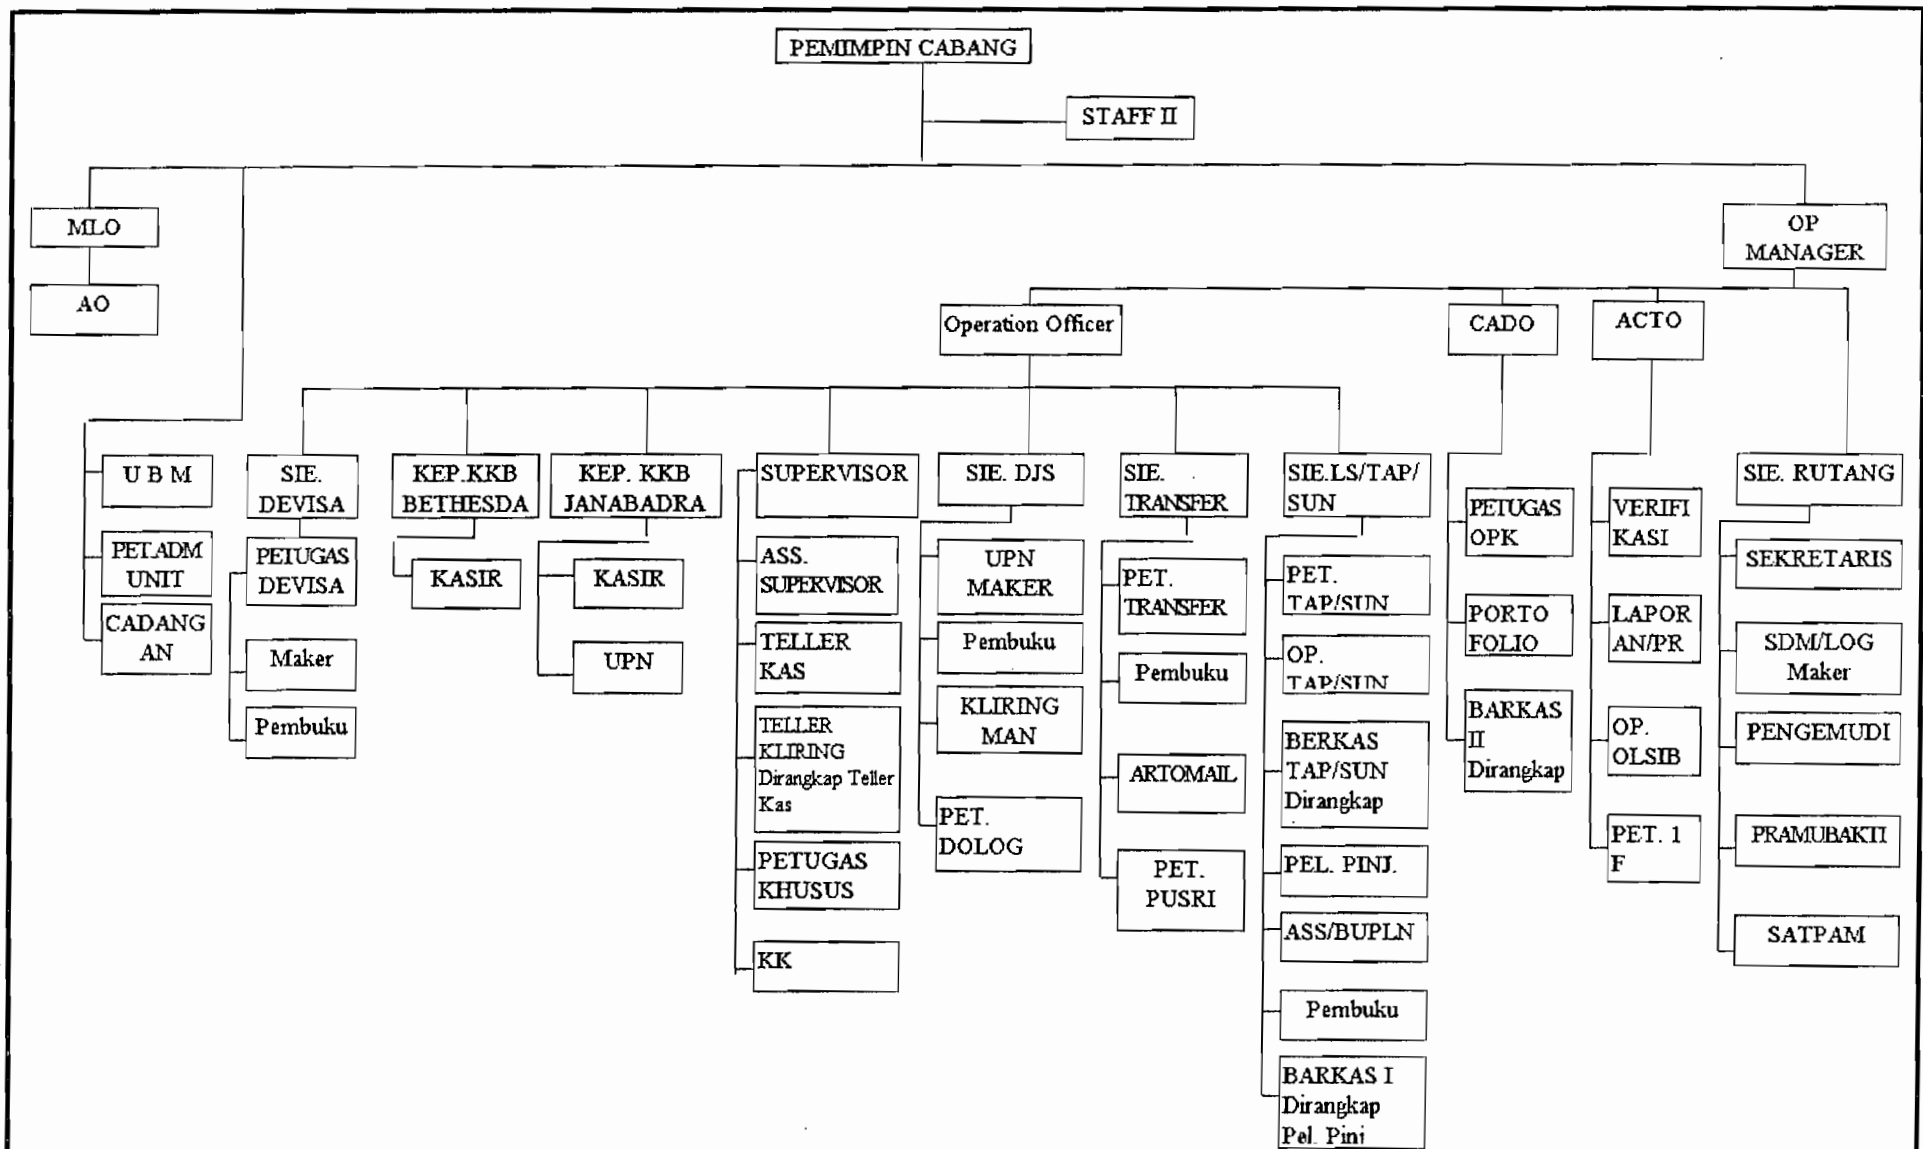 PEMIMPIN CABANG
STAFF II
MLO
AO
OP
MANAGER
Operation Officer
CADO
ACTO
U B M
PET.ADM
UNIT
CADANG
AN
SIE.
DEVISA
PETUGAS
DEVISA
Maker
Pembuku
KEP.KKB
BETHESDA
KASIR
KEP. KKB
JANABADRA
KASIR
UPN
SUPERVISOR
ASS.
SUPERVISOR
TELLER
KAS
TELLER
KLIRING
Dirangkap Teller
Kas
PETUGAS
KHUSUS
KK
SIE. DJS
UPN
MAKER
Pembuku
KLIRING
MAN
PET.
DOLOG
SIE.
TRANSFER
PET.
TRANSFER
Pembuku
ARTOMAIL
PET.
PUSRI
SIE.LS/TAP/
SUN
PET.
TAP/SUN
OP.
TAP/SUN
BERKAS
TAP/SUN
Dirangkap
PEL. PINJ.
ASS/BUPLN
Pembuku
BARKAS I
Dirangkap
Pel. Pini
PETUGAS
OPK
PORTO
FOLIO
BARKAS
II
Dirangkap
VERIFI
KASI
LAPOR
AN/PR
OP.
OLSIB
PET. 1
F
SIE. RUTANG
SEKRETARIS
SDM/LOG
Maker
PENGEMUDI
PRAMUBAKTI
SATPAM